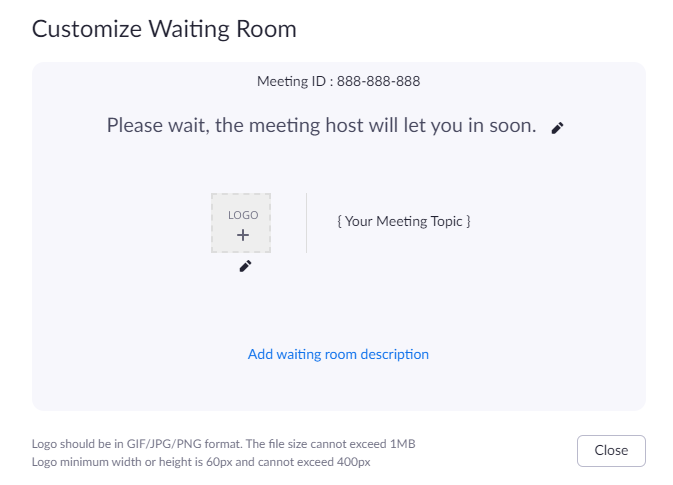 Customize Waiting Room
Meeting ID : 888-888-888
Please wait, the meeting host will let you in soon.
LOGO
+
{ Your Meeting Topic }
Add waiting room description
Logo should be in GIF/JPG/PNG format. The file size cannot exceed 1MB
Logo minimum width or height is 60px and cannot exceed 400px
Close